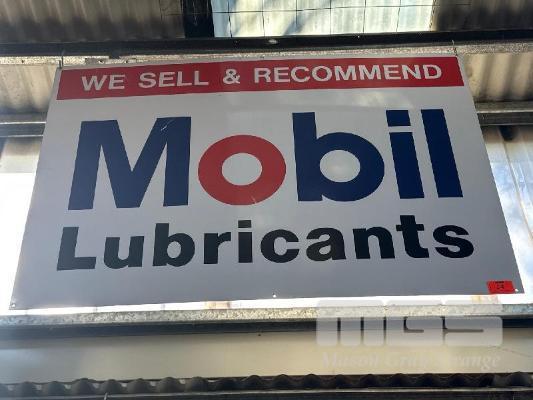 WE SELL & RECOMMEND
Mobil
Lubricants
MGS
Mason Gray Strange